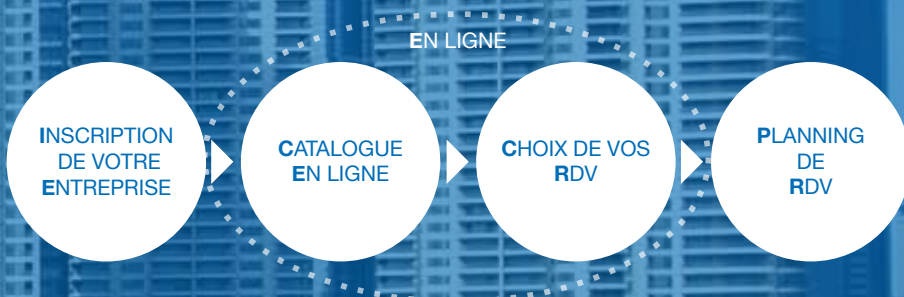 EN LIGNE
INSCRIPTION
DE VOTRE
ENTREPRISE
CATALOGUE
EN LIGNE
CHOIX DE VOS
RDV
PLANNING
DE
RDV